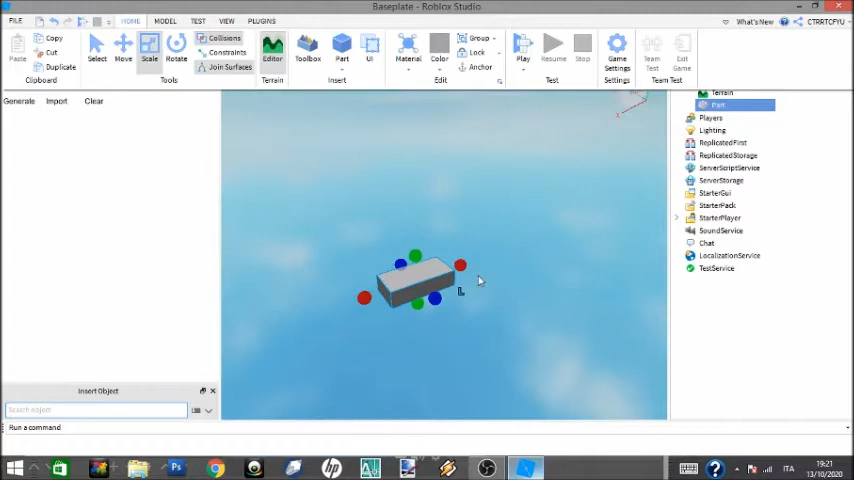 Baseplate - Roblox Studio
FILE HOME MODEL TEST VIEW PLUGINS What's New CTRRTCFYU
Paste Copy Cut Duplicate Clipboard
Select Move Scale Rotate Collisions Constraints Join Surfaces Tools
Editor Terrain
Toolbox Part UI Insert
Material Color Group Lock Anchor Edit
Play Resume Stop Test
Game Settings Settings
Team Test Exit Game Team Test
Generate Import Clear
X
L
Terrain
Part
Players
Lighting
ReplicatedFirst
ReplicatedStorage
ServerScriptService
ServerStorage
StarterGui
StarterPack
StarterPlayer
SoundService
Chat
LocalizationService
TestService
Insert Object
Search object
Run a command
Ps hp ITA 19:21
13/10/2020